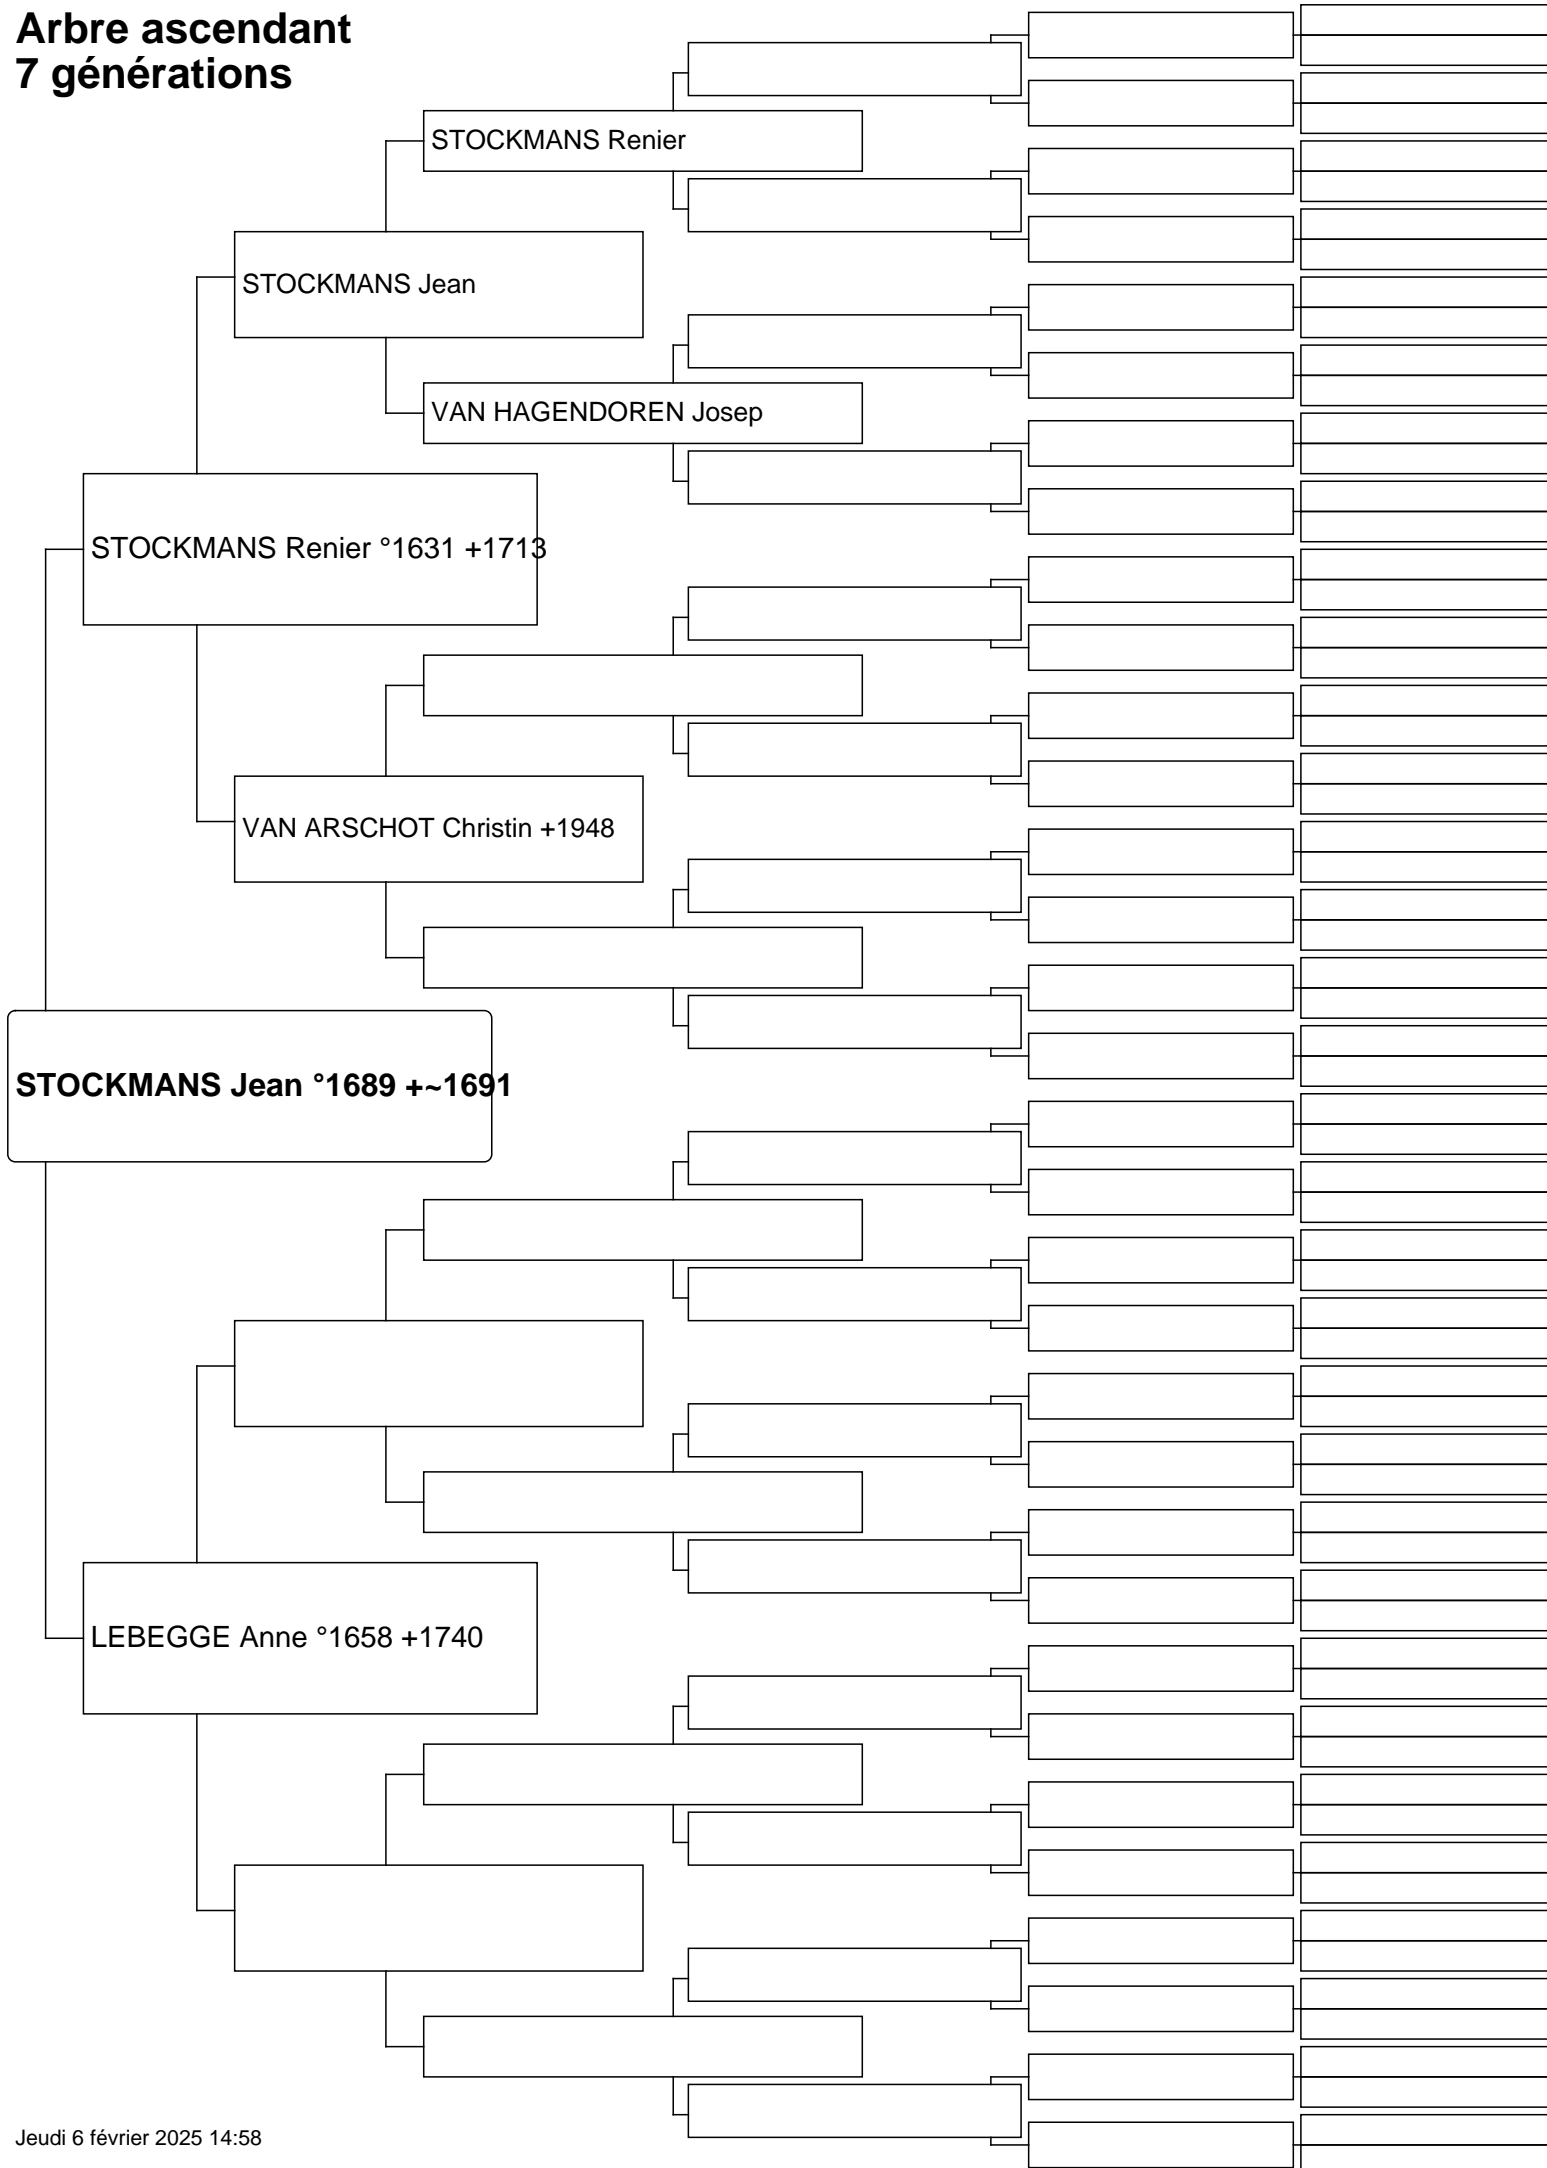 Arbre ascendant
7 générations
STOCKMANS Renier
STOCKMANS Jean
VAN HAGENDOREN Josep
STOCKMANS Renier °1631 +1713
VAN ARSCHOT Christin +1948
STOCKMANS Jean °1689 +~1691
LEBEGGE Anne °1658 +1740
Jeudi 6 février 2025 14:58